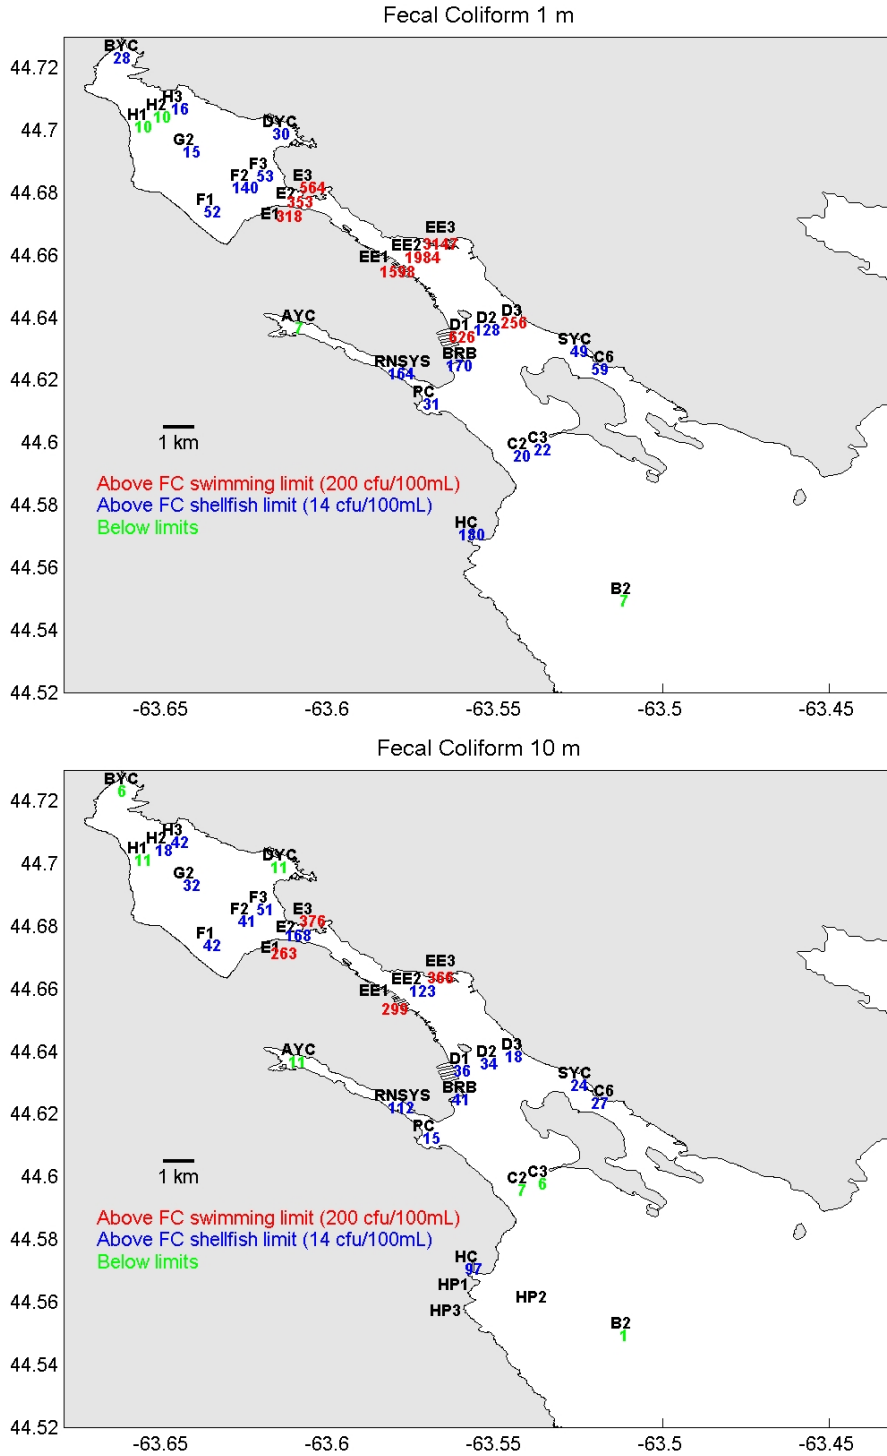 Fecal Coliform 1 m
44.72
44.7
44.68
44.66
44.64
44.62
44.6
44.58
44.56
44.54
44.52
BYC
28
H3
16
H2
10
H1
10
DYC
30
G2
15
F3
53
F2
140
F1
52
E3
564
E2
353
E1
318
EE3
3147
EE2
1984
EE1
1598
AYC
7
D1
626
D2
128
D3
256
SYC
49
C6
59
BRB
170
RNSYS
164
PC
31
C2
20
C3
22
1 km
Above FC swimming limit (200 cfu/100mL)
Above FC shellfish limit (14 cfu/100mL)
Below limits
HC
180
B2
7
-63.65
-63.6
-63.55
-63.5
-63.45
Fecal Coliform 10 m
44.72
44.7
44.68
44.66
44.64
44.62
44.6
44.58
44.56
44.54
44.52
BYC
6
H3
42
H2
18
H1
11
DYC
11
G2
32
F3
51
F2
41
F1
42
E3
376
E2
168
E1
263
EE3
366
EE2
123
EE1
299
AYC
11
D1
36
D2
34
D3
18
SYC
24
C6
27
BRB
41
RNSYS
112
PC
15
C2
7
C3
6
1 km
Above FC swimming limit (200 cfu/100mL)
Above FC shellfish limit (14 cfu/100mL)
Below limits
HC
97
HP1
HP2
HP3
B2
1
-63.65
-63.6
-63.55
-63.5
-63.45